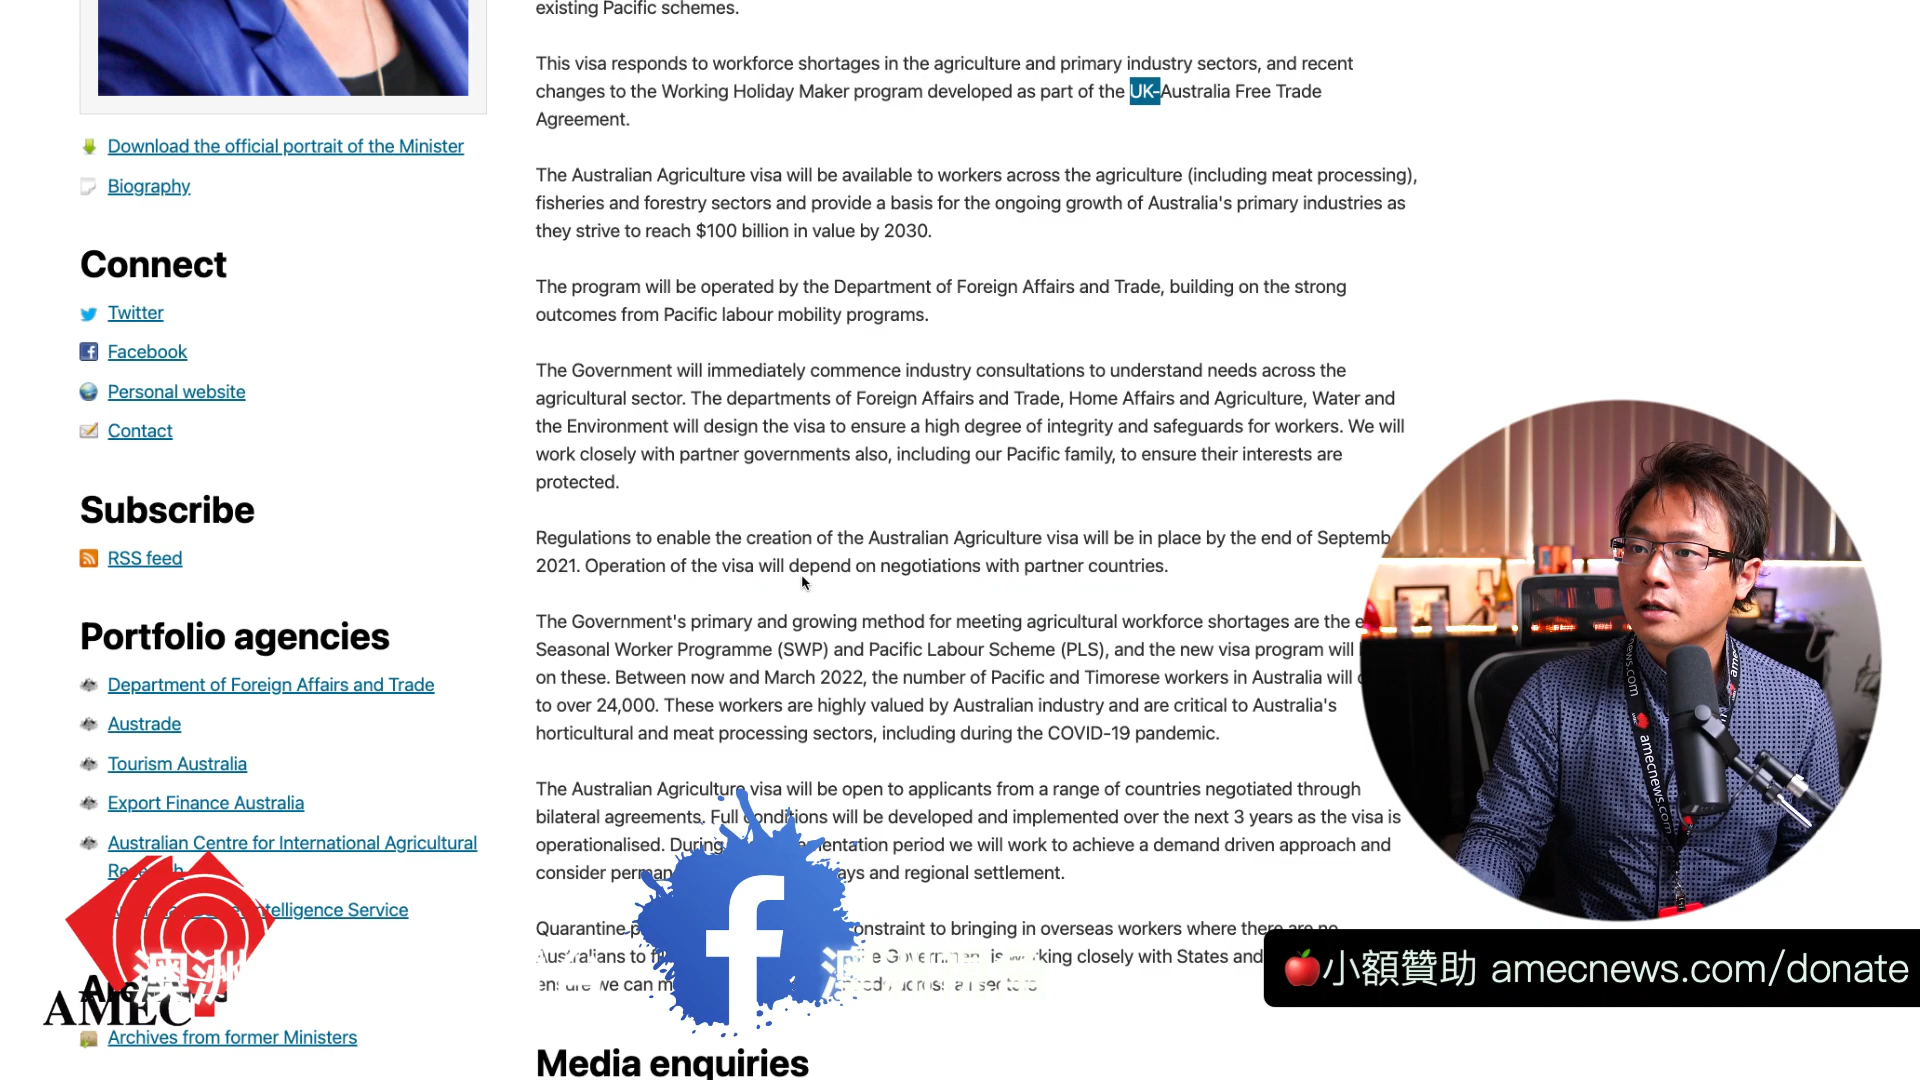 Download the official portrait of the Minister
Biography
Connect
Twitter
Facebook
Personal website
Contact
Subscribe
RSS feed
Portfolio agencies
Department of Foreign Affairs and Trade
Austrade
Tourism Australia
Export Finance Australia
Australian Centre for International Agricultural
telligence Service
澳洲
AMEC
Archives from former Ministers
existing Pacific schemes.
This visa responds to workforce shortages in the agriculture and primary industry sectors, and recent
changes to the Working Holiday Maker program developed as part of the UK-Australia Free Trade
Agreement.
The Australian Agriculture visa will be available to workers across the agriculture (including meat processing),
fisheries and forestry sectors and provide a basis for the ongoing growth of Australia's primary industries as
they strive to reach $100 billion in value by 2030.
The program will be operated by the Department of Foreign Affairs and Trade, building on the strong
outcomes from Pacific labour mobility programs.
The Government will immediately commence industry consultations to understand needs across the
agricultural sector. The departments of Foreign Affairs and Trade, Home Affairs and Agriculture, Water and
the Environment will design the visa to ensure a high degree of integrity and safeguards for workers. We will
work closely with partner governments also, including our Pacific family, to ensure their interests are
protected.
Regulations to enable the creation of the Australian Agriculture visa will be in place by the end of Septemb
2021. Operation of the visa will depend on negotiations with partner countries.
The Government's primary and growing method for meeting agricultural workforce shortages are the e
Seasonal Worker Programme (SWP) and Pacific Labour Scheme (PLS), and the new visa program will
on these. Between now and March 2022, the number of Pacific and Timorese workers in Australia will
to over 24,000. These workers are highly valued by Australian industry and are critical to Australia's
horticultural and meat processing sectors, including during the COVID-19 pandemic.
The Australian Agriculture visa will be open to applicants from a range of countries negotiated through
bilateral agreements. Full conditions will be developed and implemented over the next 3 years as the visa is
operationalised. During entation period we will work to achieve a demand driven approach and
consider perman ays and regional settlement.
Quarantine p onstraint to bringing in overseas workers where there are no
Australians to fi e Government is working closely with States and
ensure we can m across all sectors
Media enquiries
news.com
amec
amecnews.com
🍎小額贊助 amecnews.com/donate